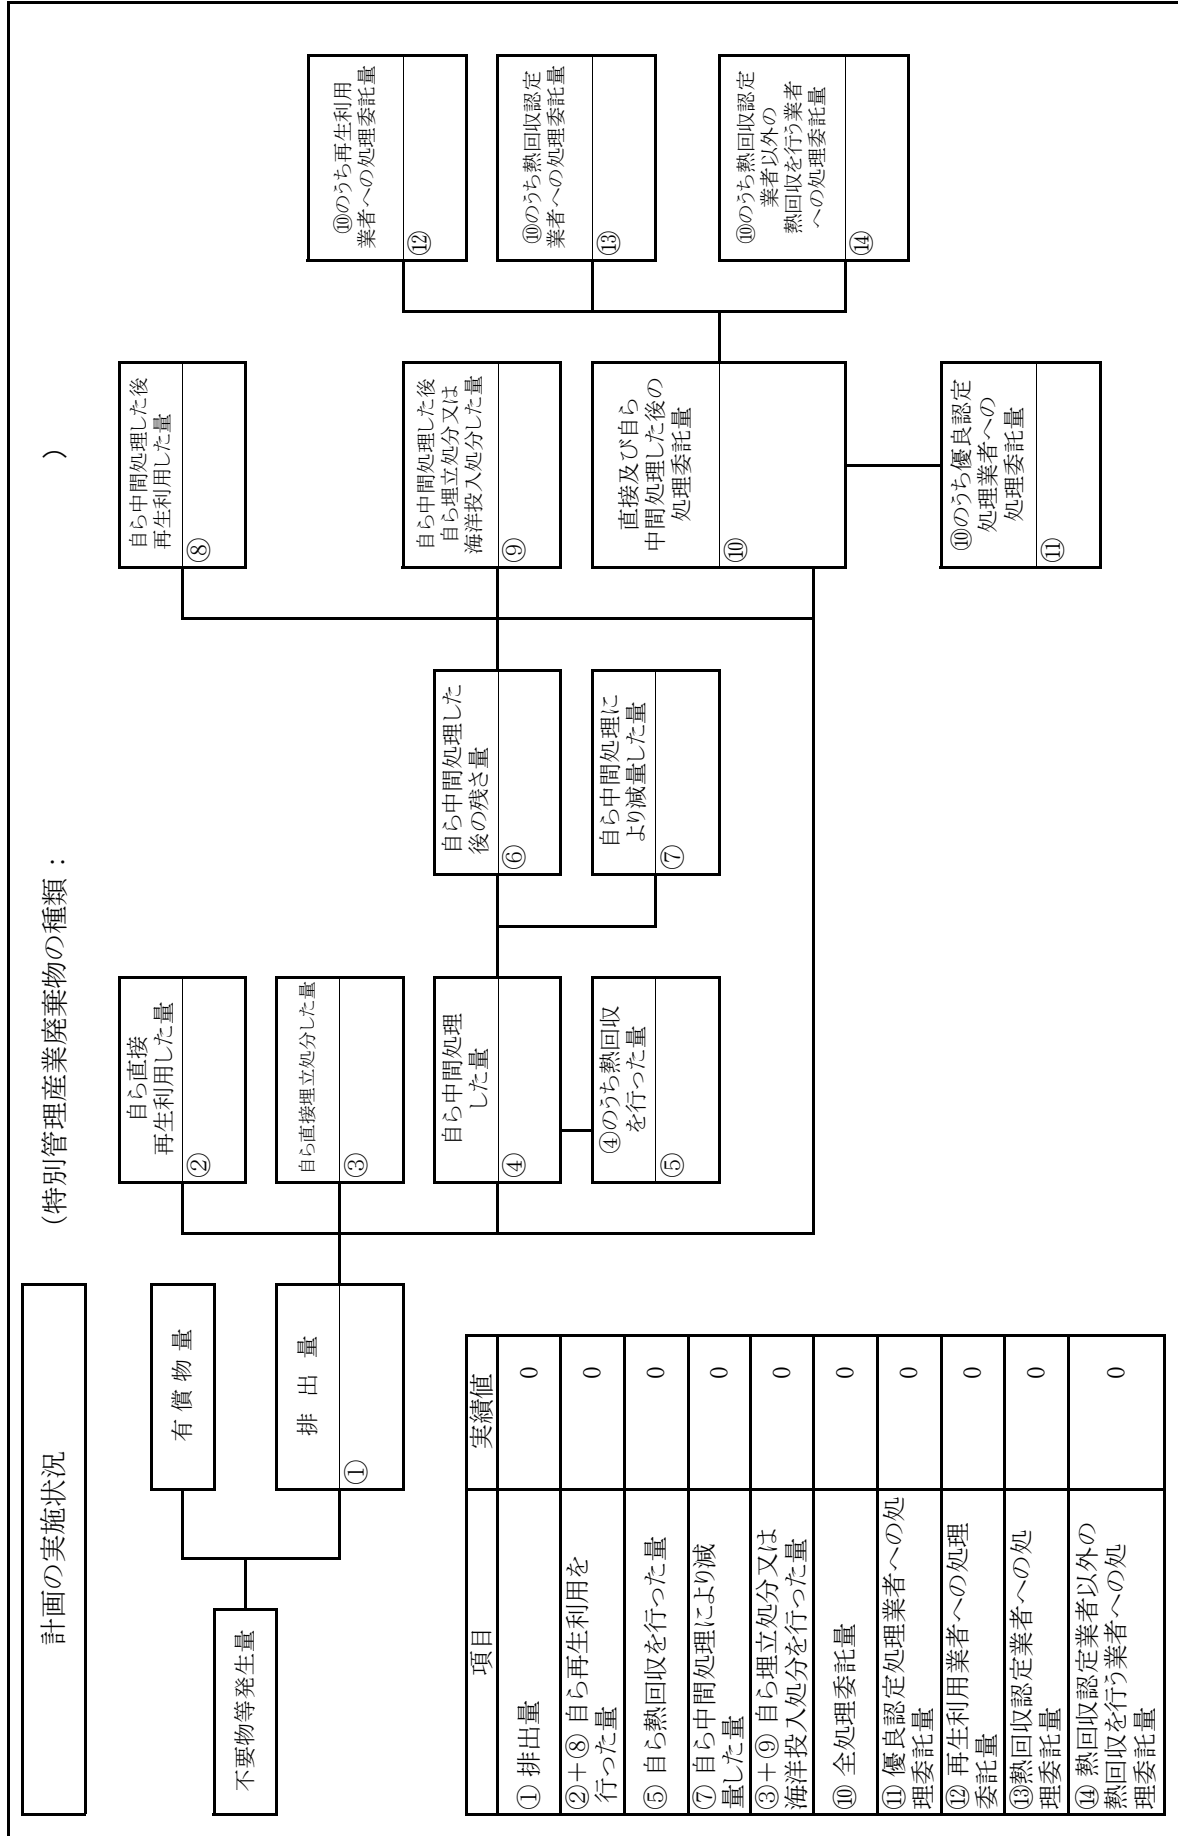 計画の実施状況
(特別管理産業廃棄物の種類：　　　　　)
不要物等発生量
有 償 物 量
排 出 量
①
自ら直接
再生利用した量
②
自ら直接埋立処分した量
③
自ら中間処理
した量
④
④のうち熱回収
を行った量
⑤
自ら中間処理した
後の残さ量
⑥
自ら中間処理に
より減量した量
⑦
自ら中間処理した後
再生利用した量
⑧
自ら中間処理した後
自ら埋立処分又は
海洋投入処分した量
⑨
直接及び自ら
中間処理した後の
処理委託量
⑩
⑩のうち優良認定
処理業者への
処理委託量
⑪
⑩のうち再生利用
業者への処理委託量
⑫
⑩のうち熱回収認定
業者への処理委託量
⑬
⑩のうち熱回収認定
業者以外の
熱回収を行う業者
への処理委託量
⑭
項目 実績値
① 排出量 0
②＋⑧ 自ら再生利用を
行った量 0
⑤ 自ら熱回収を行った量 0
⑦ 自ら中間処理により減
量した量 0
③＋⑨ 自ら埋立処分又は
海洋投入処分を行った量 0
⑩ 全処理委託量 0
⑪ 優良認定処理業者への処
理委託量 0
⑫ 再生利用業者への処理
委託量 0
⑬熱回収認定業者への処
理委託量 0
⑭ 熱回収認定業者以外の
熱回収を行う業者への処
理委託量 0